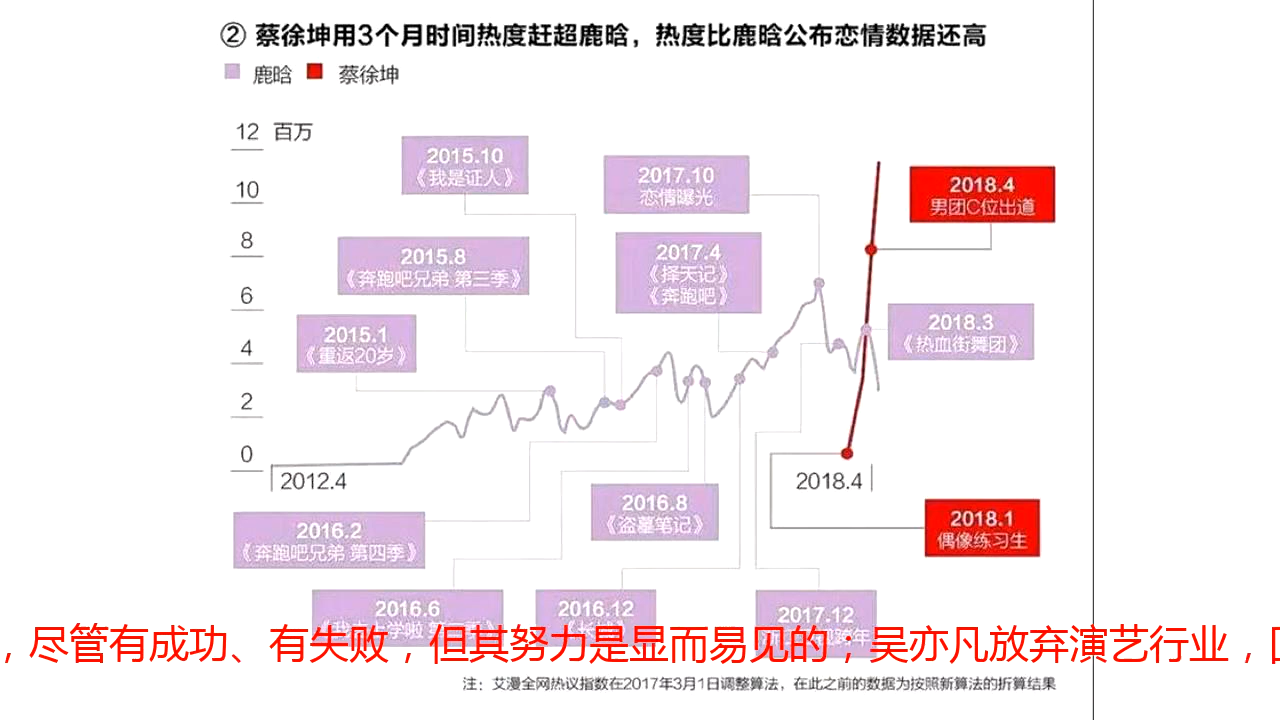 ② 蔡徐坤用3个月时间热度赶超鹿晗，热度比鹿晗公布恋情数据还高
鹿晗 蔡徐坤
12 百万
10
8
6
4
2
0
2015.10
《我是证人》
2017.10
恋情曝光
2018.4
男团C位出道
2015.8
《奔跑吧兄弟 第三季》
2017.4
《择天记》
《奔跑吧》
2015.1
《重返20岁》
2018.3
《热血街舞团》
2012.4
2018.4
2016.2
《奔跑吧兄弟 第四季》
2016.8
《盗墓笔记》
2018.1
偶像练习生
2016.6
2016.12
《长城》
2017.12
，尽管有成功、有失败，但其努力是显而易见的，吴亦凡放弃演艺行业，
注：艾漫全网热议指数在2017年3月1日调整算法，在此之前的数据为按照新算法的折算结果